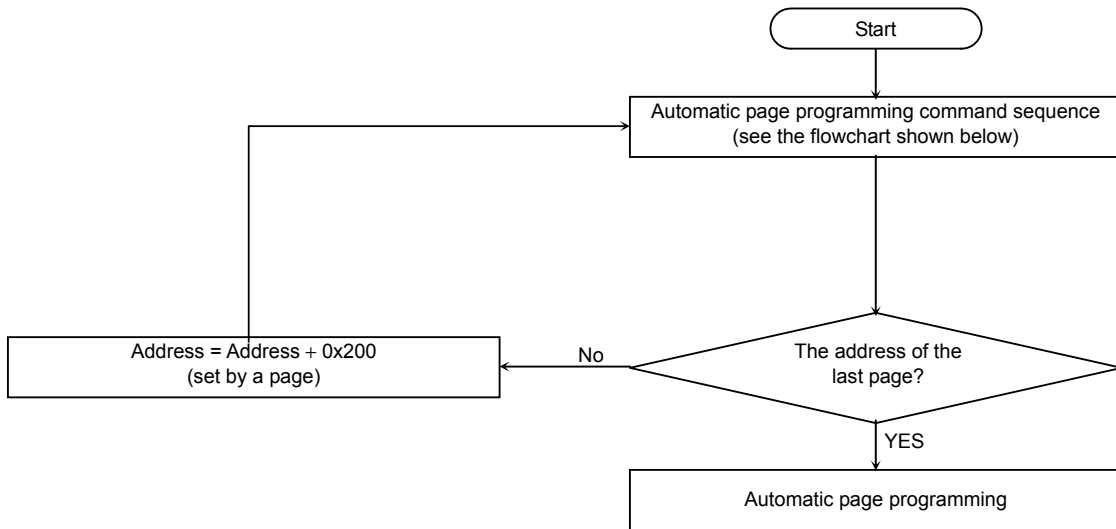 Start
Automatic page programming command sequence
(see the flowchart shown below)
Address = Address + 0x200
(set by a page)
No
The address of the
last page?
YES
Automatic page programming